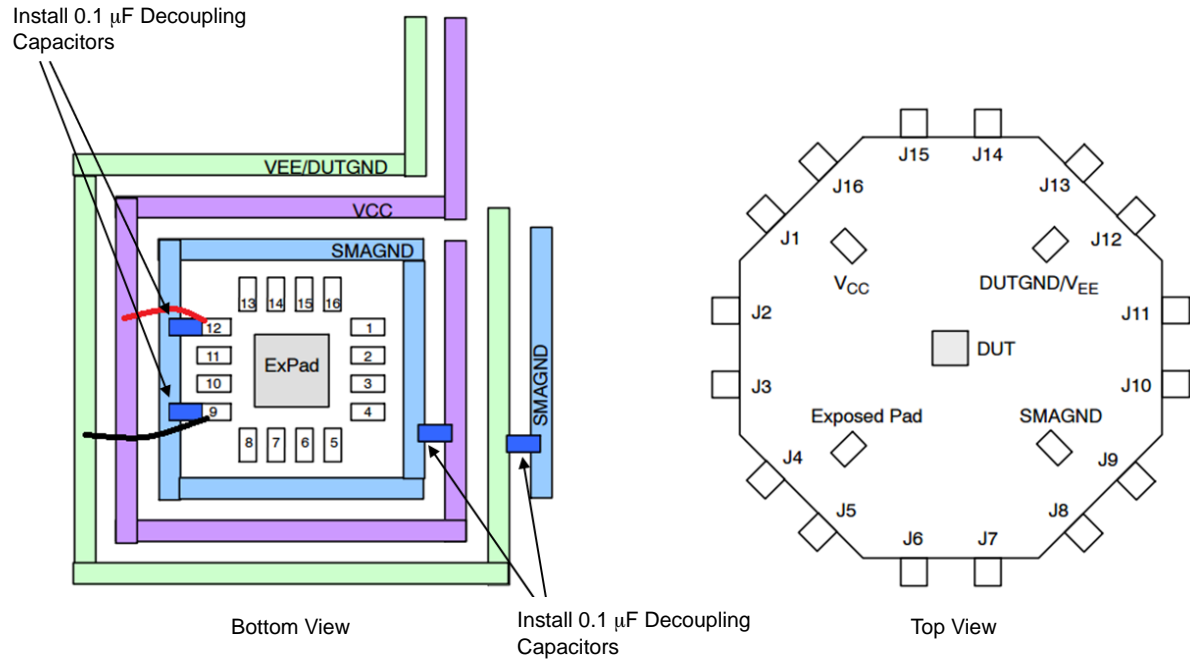 Install 0.1 μF Decoupling
Capacitors
VEE/DUTGND
VCC
SMAGND
13 14 15 16
12
11
10
9
ExPad
1
2
3
4
8 7 6 5
SMAGND
Bottom View
Install 0.1 μF Decoupling
Capacitors
J15 J14
J16 J13
J1 J12
VCC DUTGND/VEE
J2 J11
DUT
J3 J10
Exposed Pad SMAGND
J4 J9
J5 J8
J6 J7
Top View